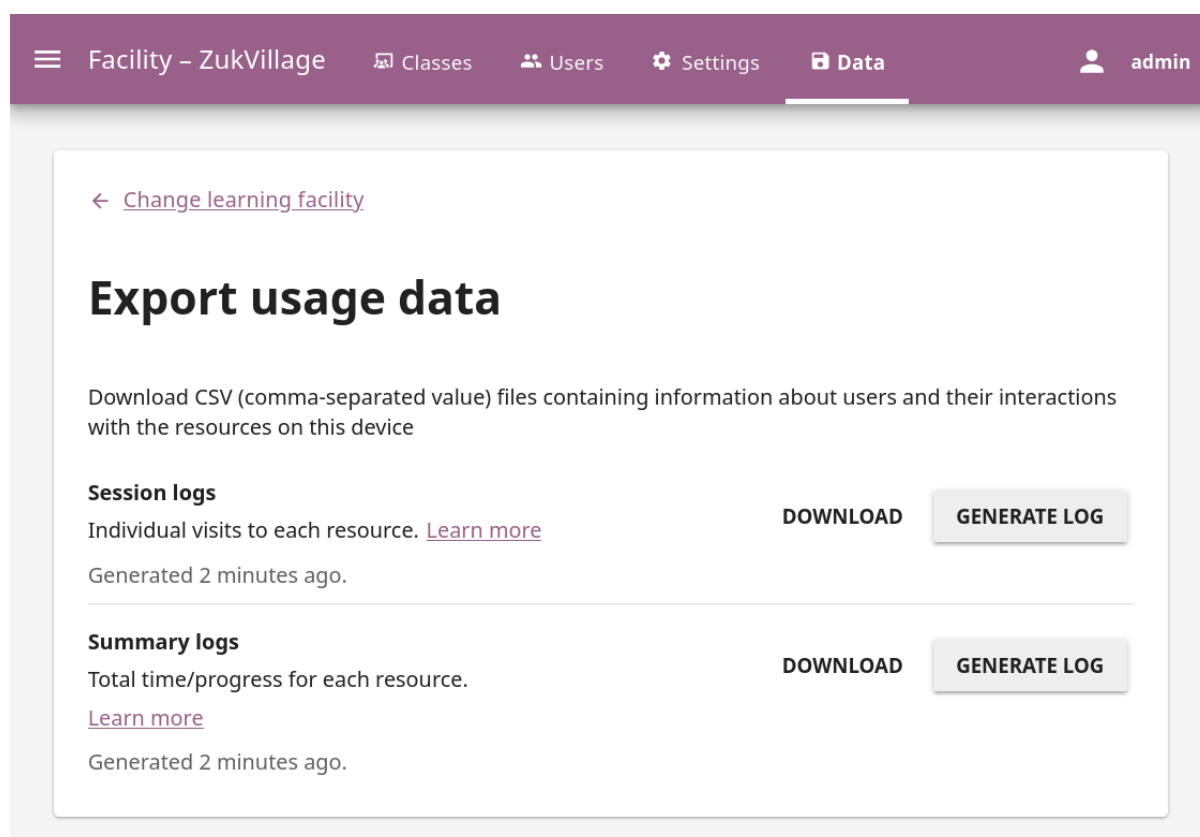 Facility – ZukVillage Classes Users Settings Data admin
Change learning facility
Export usage data
Download CSV (comma-separated value) files containing information about users and their interactions
with the resources on this device
Session logs
Individual visits to each resource. Learn more
DOWNLOAD GENERATE LOG
Generated 2 minutes ago.
Summary logs
Total time/progress for each resource.
DOWNLOAD GENERATE LOG
Learn more
Generated 2 minutes ago.